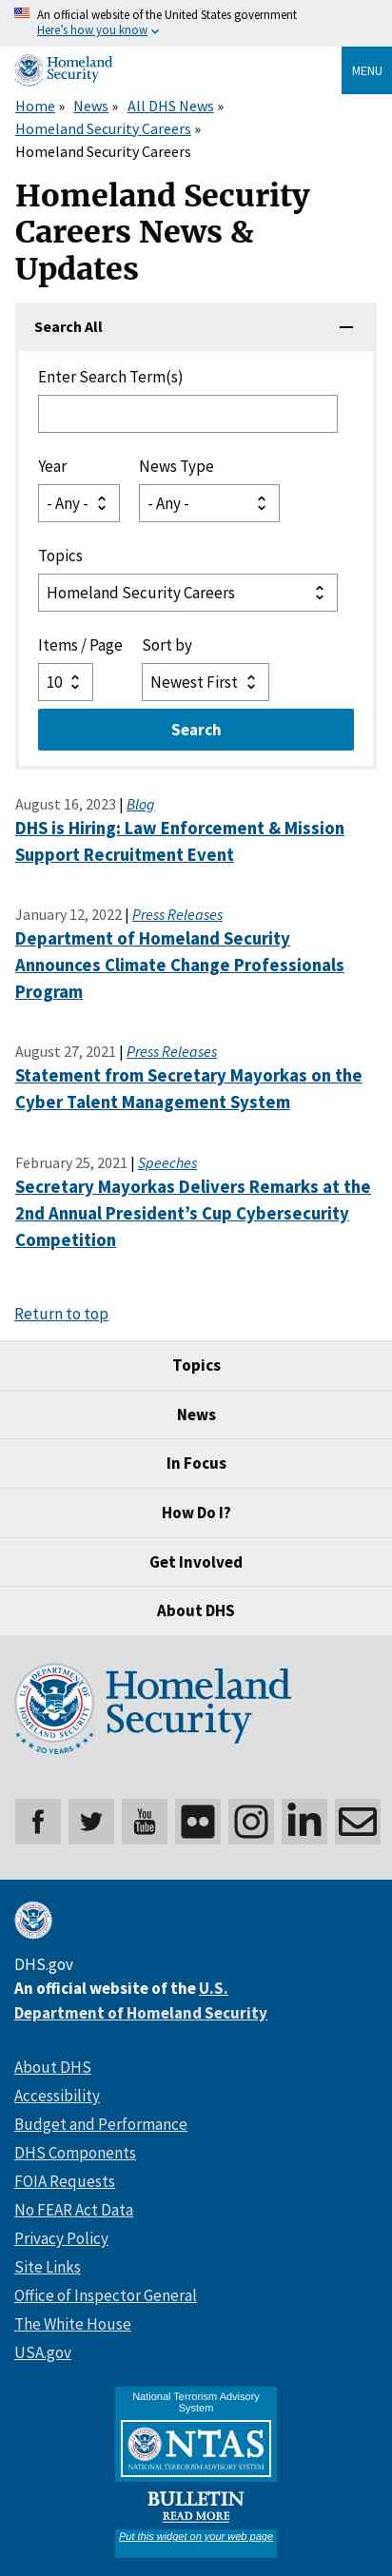 An official website of the United States government
Here's how you know
Homeland
Security
MENU
Home » News » All DHS News »
Homeland Security Careers »
Homeland Security Careers
Homeland Security
Careers News &
Updates
Search All
Enter Search Term(s)
Year News Type
- Any - - Any -
Topics
Homeland Security Careers
Items / Page Sort by
10 Newest First
Search
August 16, 2023 | Blog
DHS is Hiring: Law Enforcement & Mission
Support Recruitment Event
January 12, 2022 | Press Releases
Department of Homeland Security
Announces Climate Change Professionals
Program
August 27, 2021 | Press Releases
Statement from Secretary Mayorkas on the
Cyber Talent Management System
February 25, 2021 | Speeches
Secretary Mayorkas Delivers Remarks at the
2nd Annual President’s Cup Cybersecurity
Competition
Return to top
Topics
News
In Focus
How Do I?
Get Involved
About DHS
U.S. DEPARTMENT OF HOMELAND SECURITY
20 YEARS
Homeland
Security
You
Tube
in
DHS.gov
An official website of the U.S.
Department of Homeland Security
About DHS
Accessibility
Budget and Performance
DHS Components
FOIA Requests
No FEAR Act Data
Privacy Policy
Site Links
Office of Inspector General
The White House
USA.gov
National Terrorism Advisory
System
NTAS
NATIONAL TERRORISM ADVISORY SYSTEM
BULLETIN
READ MORE
Put this widget on your web page